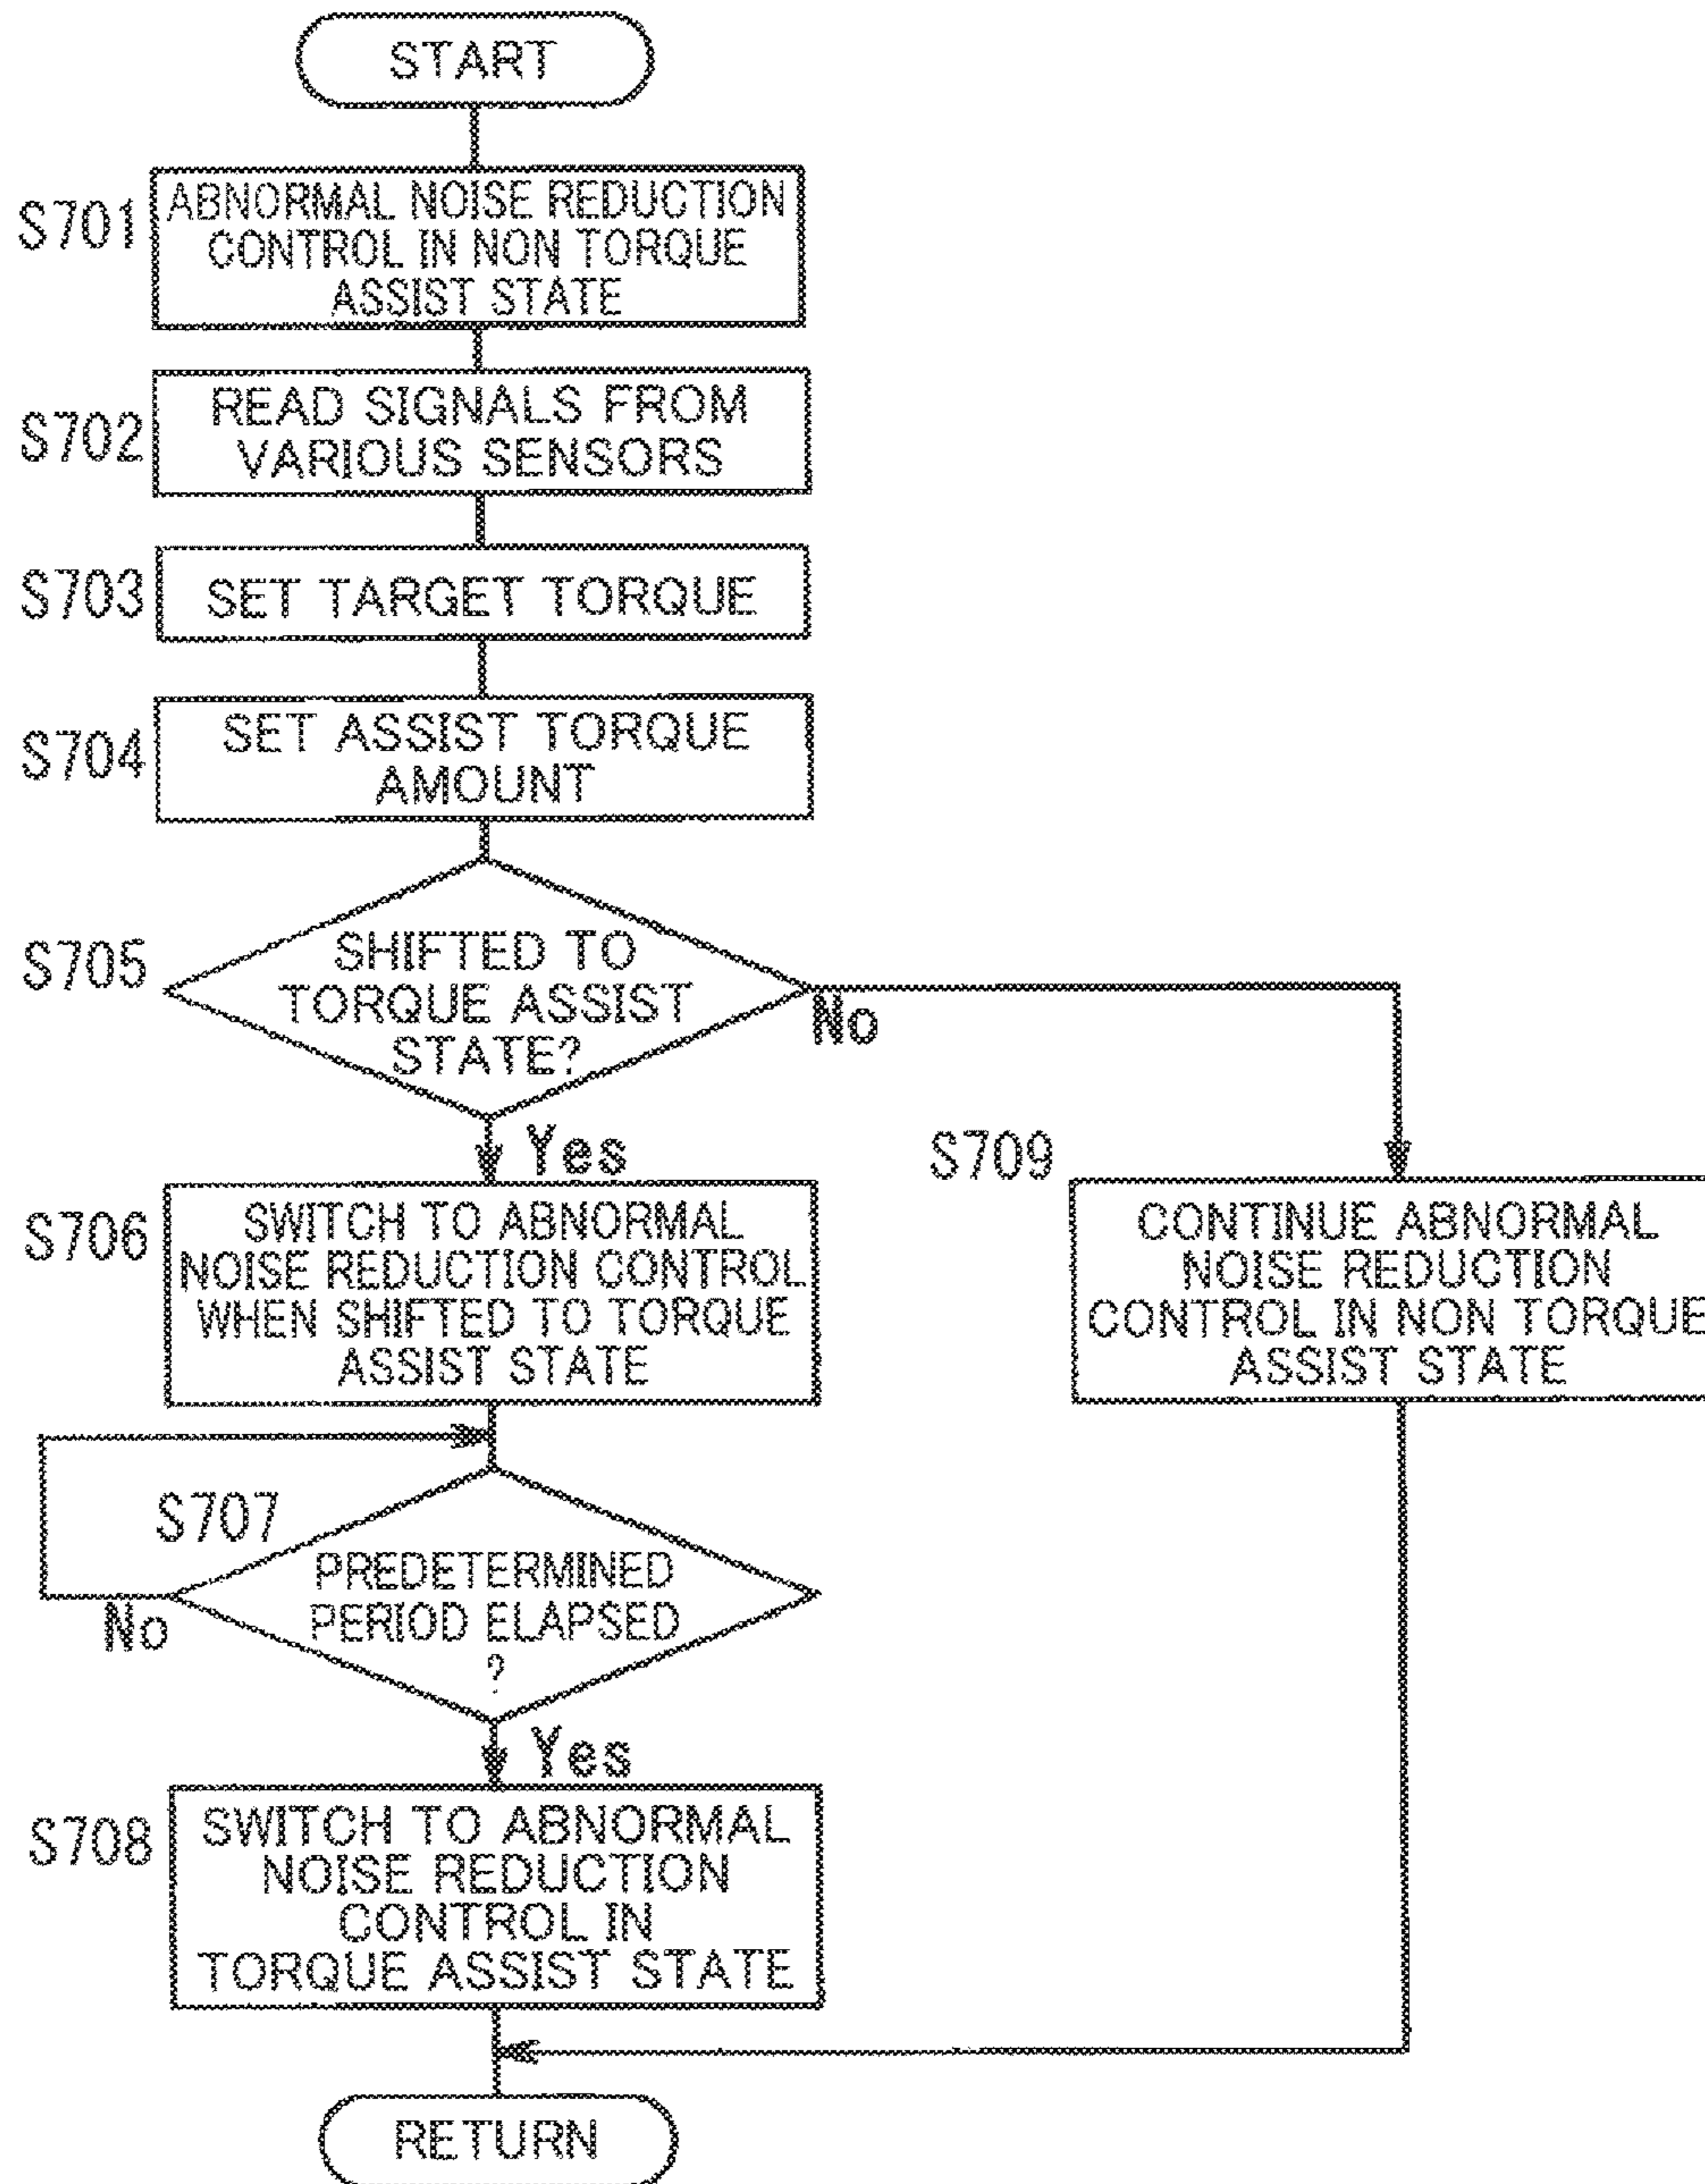 START
S701
ABNORMAL NOISE REDUCTION
CONTROL IN NON TORQUE
ASSIST STATE
S702
READ SIGNALS FROM
VARIOUS SENSORS
S703
SET TARGET TORQUE
S704
SET ASSIST TORQUE
AMOUNT
S705
SHIFTED TO
TORQUE ASSIST
STATE?
No
Yes
S706
SWITCH TO ABNORMAL
NOISE REDUCTION CONTROL
WHEN SHIFTED TO TORQUE
ASSIST STATE
S709
CONTINUE ABNORMAL
NOISE REDUCTION
CONTROL IN NON TORQUE
ASSIST STATE
S707
PREDETERMINED
PERIOD ELAPSED
?
No
Yes
S708
SWITCH TO ABNORMAL
NOISE REDUCTION
CONTROL IN
TORQUE ASSIST STATE
RETURN